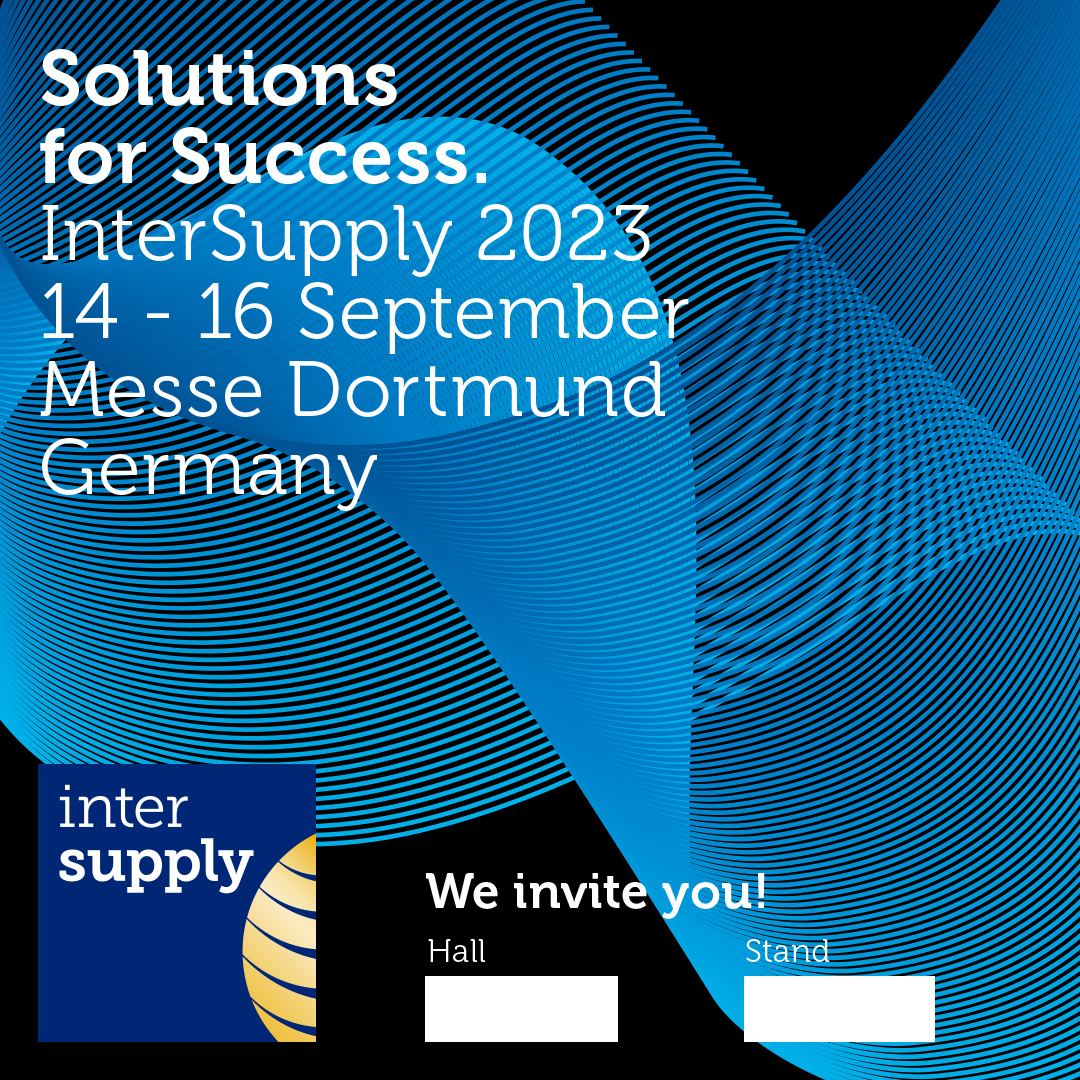 Solutions
for Success.
InterSupply 2023
14 - 16 September
Messe Dortmund
Germany
inter
supply
We invite you!
Hall
Stand